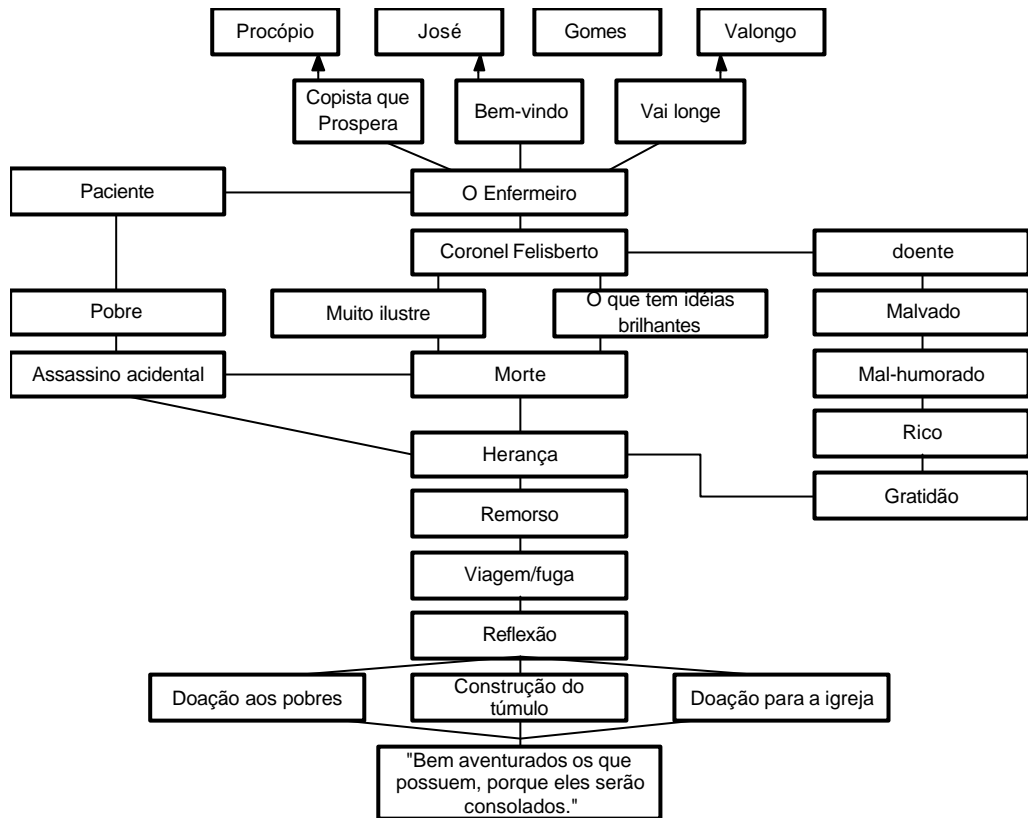 Procópio
José
Gomes
Valongo
Copista que
Prospera
Bem-vindo
Vai longe
Paciente
O Enfermeiro
Coronel Felisberto
doente
Pobre
Muito ilustre
O que tem idéias
brilhantes
Malvado
Assassino acidental
Morte
Mal-humorado
Rico
Herança
Gratidão
Remorso
Viagem/fuga
Reflexão
Doação aos pobres
Construção do
túmulo
Doação para a igreja
"Bem aventurados os que
possuem, porque eles serão
consolados."